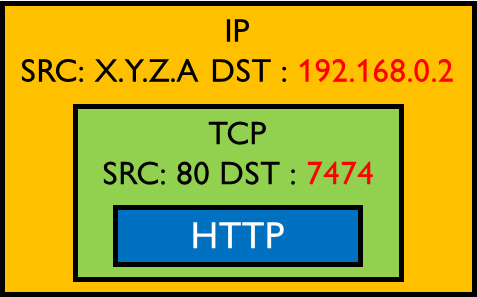 IP
SRC: X.Y.Z.A DST : 192.168.0.2
TCP
SRC: 80 DST : 7474
HTTP